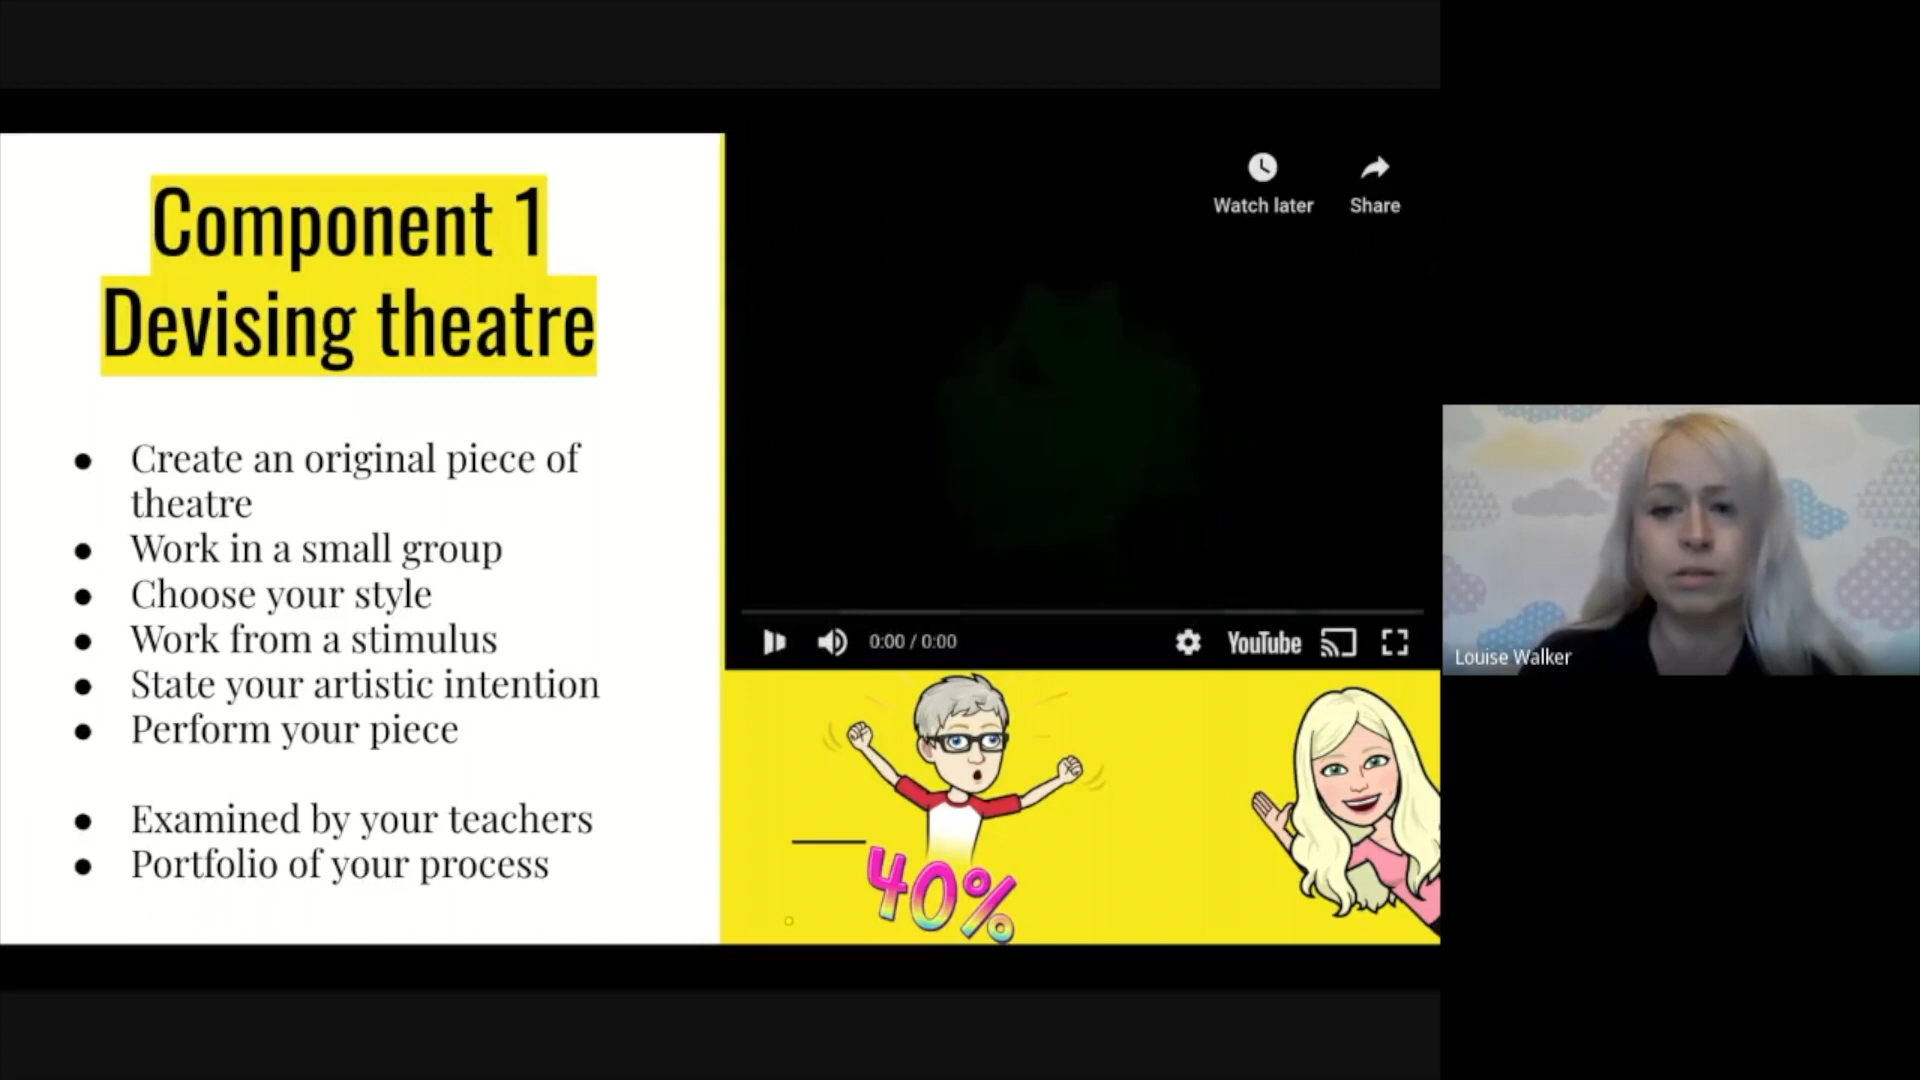 Component 1
Devising theatre
● Create an original piece of
theatre
● Work in a small group
● Choose your style
● Work from a stimulus
● State your artistic intention
● Perform your piece
● Examined by your teachers
● Portfolio of your process
Watch later
Share
0:00 / 0:00
YouTube
40%
Louise Walker